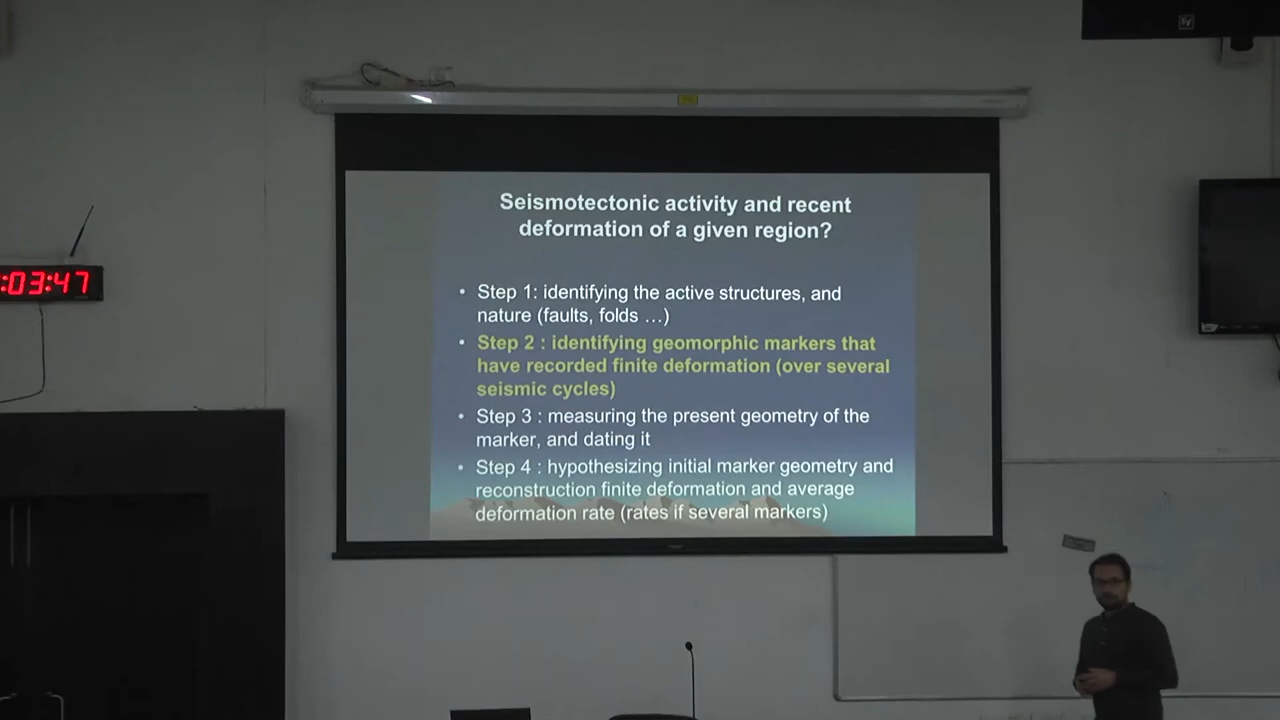 Seismotectonic activity and recent
deformation of a given region?
:03:47
• Step 1: identifying the active structures, and
nature (faults, folds …)
• Step 2 : identifying geomorphic markers that
have recorded finite deformation (over several
seismic cycles)
• Step 3 : measuring the present geometry of the
marker, and dating it
• Step 4 : hypothesizing initial marker geometry and
reconstruction finite deformation and average
deformation rate (rates if several markers)